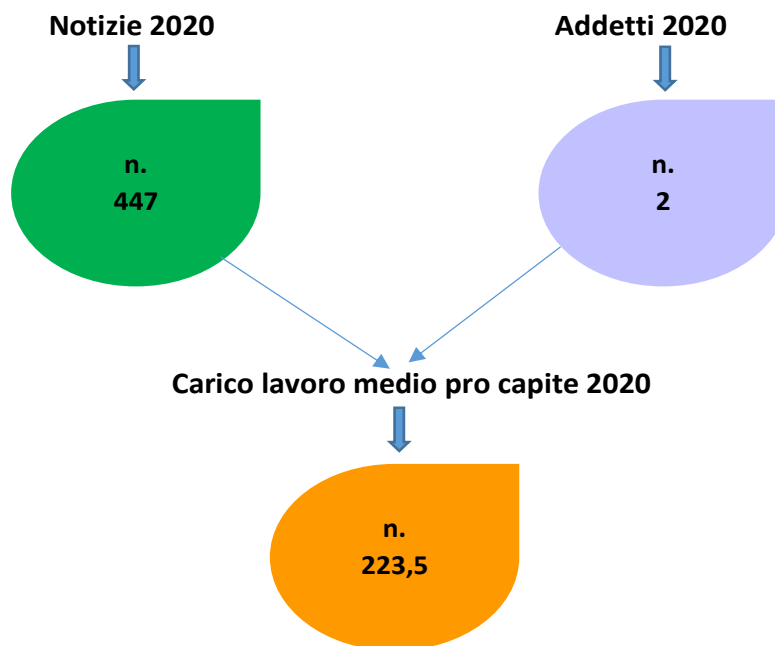 Notizie 2020
Addetti 2020
n.
447
n.
2
Carico lavoro medio pro capite 2020
n.
223,5